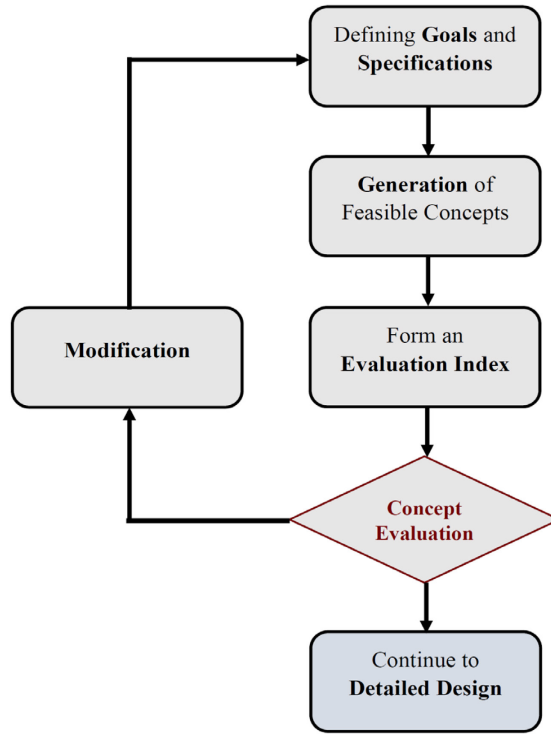 Defining Goals and
Specifications
Generation of
Feasible Concepts
Modification
Form an
Evaluation Index
Concept
Evaluation
Continue to
Detailed Design